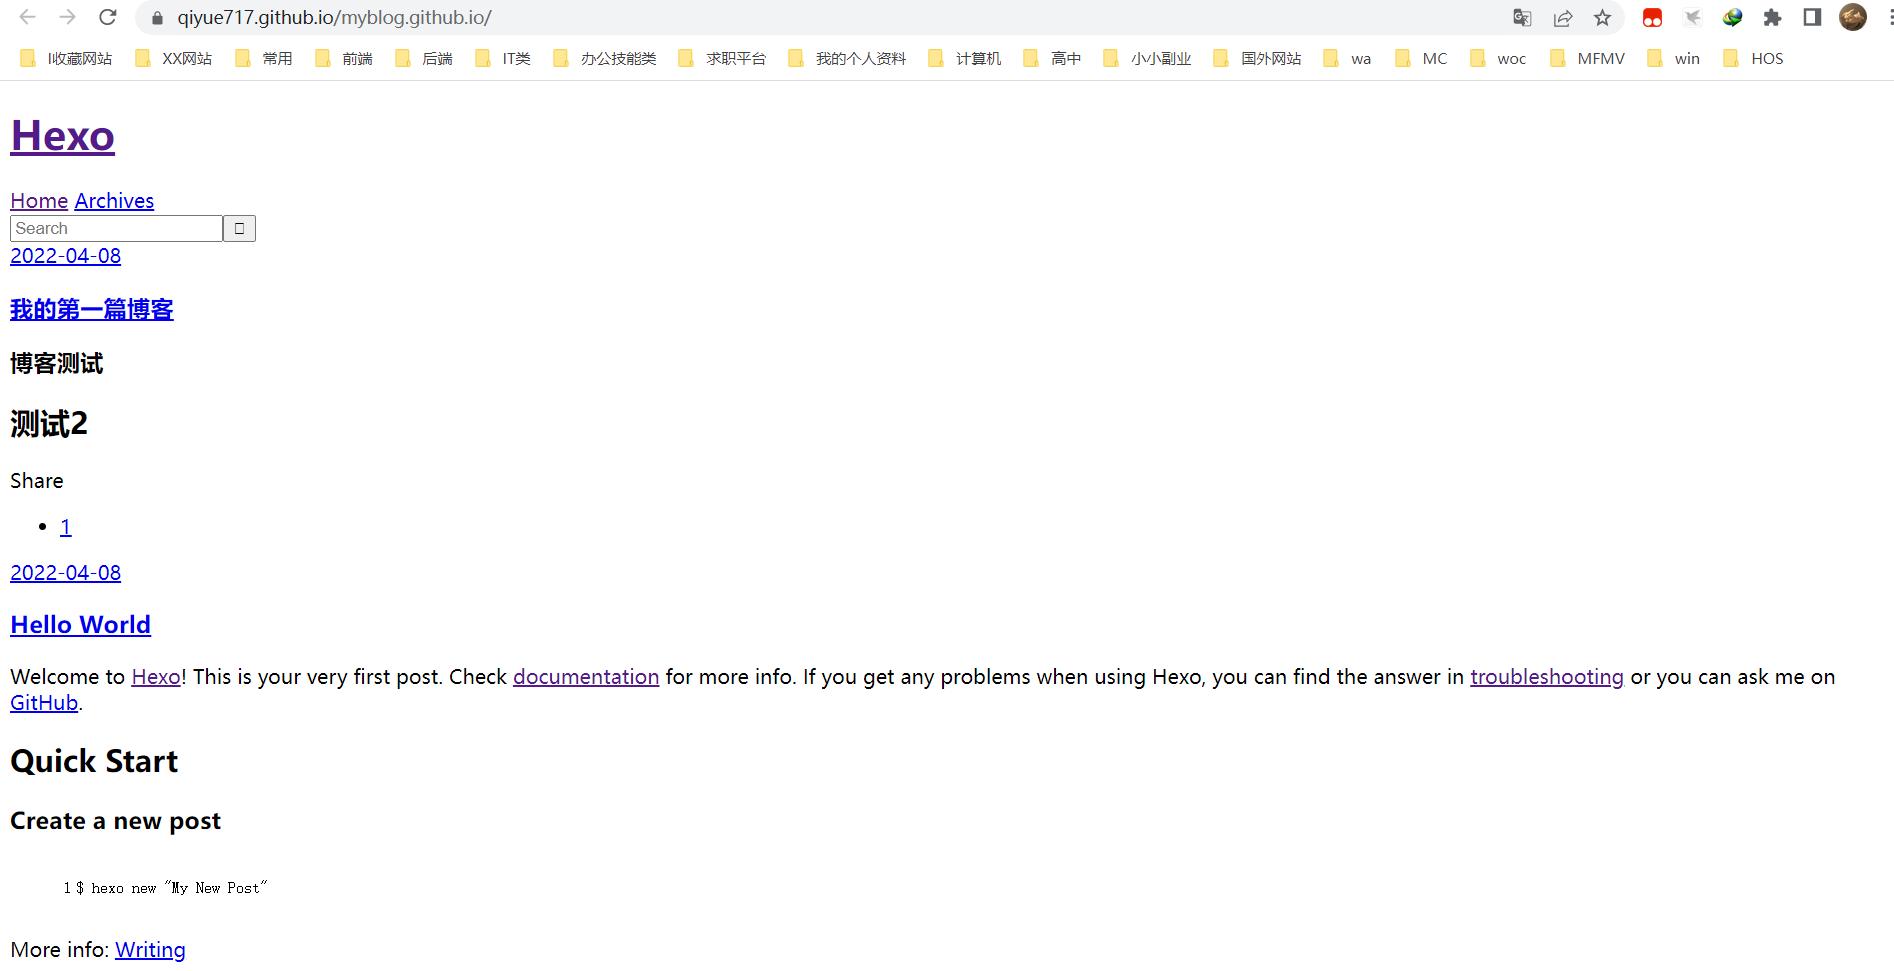 qiyue717.github.io/myblog.github.io/
I收藏网站 XX网站 常用 前端 后端 IT类 办公技能类 求职平台 我的个人资料 计算机 高中 小小副业 国外网站 wa MC woc MFMV win HOS
Hexo
Home Archives
Search
2022-04-08
我的第一篇博客
博客测试
测试2
Share
1
2022-04-08
Hello World
Welcome to Hexo! This is your very first post. Check documentation for more info. If you get any problems when using Hexo, you can find the answer in troubleshooting or you can ask me on
GitHub.
Quick Start
Create a new post
1 $ hexo new "My New Post"
More info: Writing